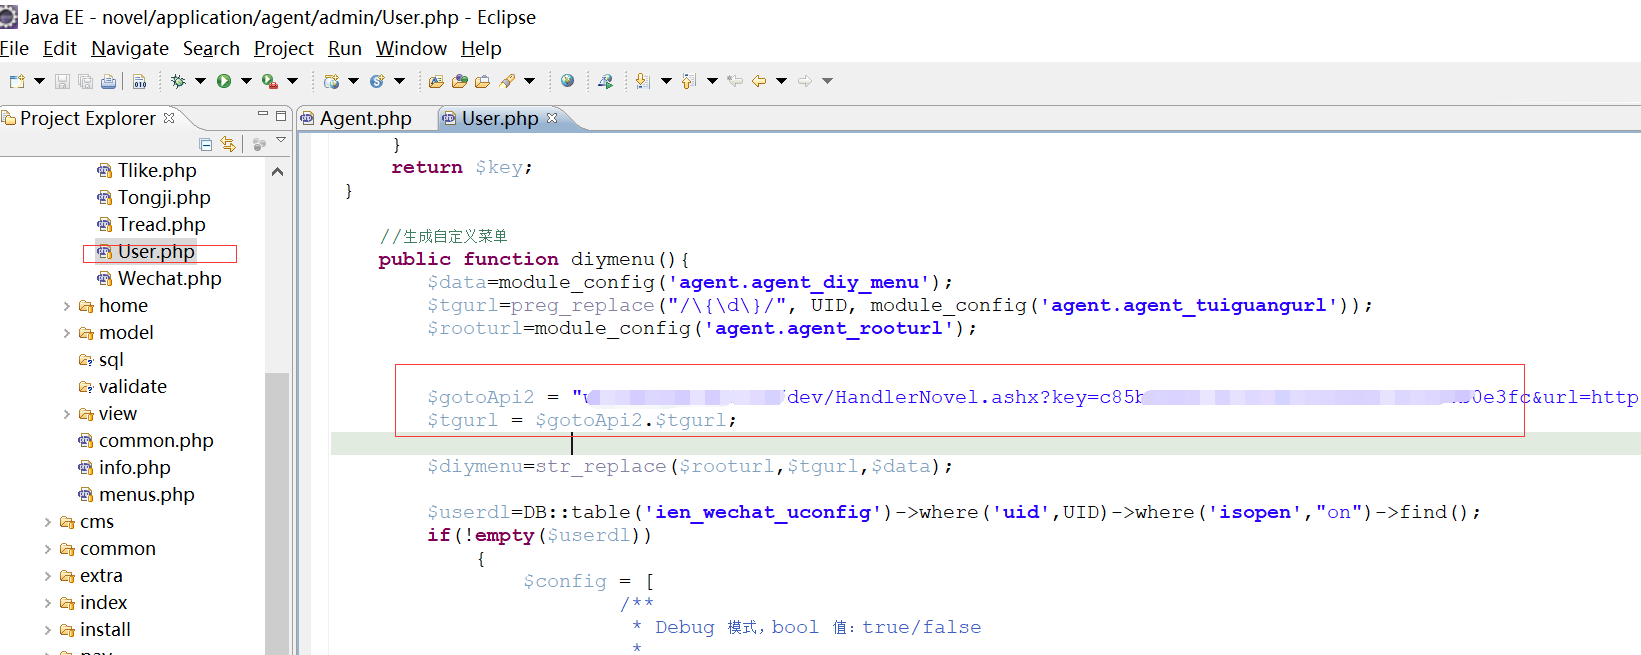 Java EE - novel/application/agent/admin/User.php - Eclipse
File Edit Navigate Search Project Run Window Help
Project Explorer
Agent.php
User.php
Tlike.php
Tongji.php
Tread.php
User.php
Wechat.php
home
model
sql
validate
view
common.php
info.php
menus.php
cms
common
extra
index
install
}
return $key;
}
//生成自定义菜单
public function diymenu(){
$data=module_config('agent.agent_diy_menu');
$tgurl=preg_replace("/\{\d\}/", UID, module_config('agent.agent_tuiguangurl'));
$rooturl=module_config('agent.agent_rooturl');
$gotoApi2 = "w /dev/HandlerNovel.ashx?key=c85b 0e3fc&url=http
$tgurl = $gotoApi2.$tgurl;
$diymenu=str_replace($rooturl,$tgurl,$data);
$userdl=DB::table('ien_wechat_uconfig')->where('uid',UID)->where('isopen',"on")->find();
if(!empty($userdl))
{
$config = [
/**
* Debug 模式，bool 值：true/false
*